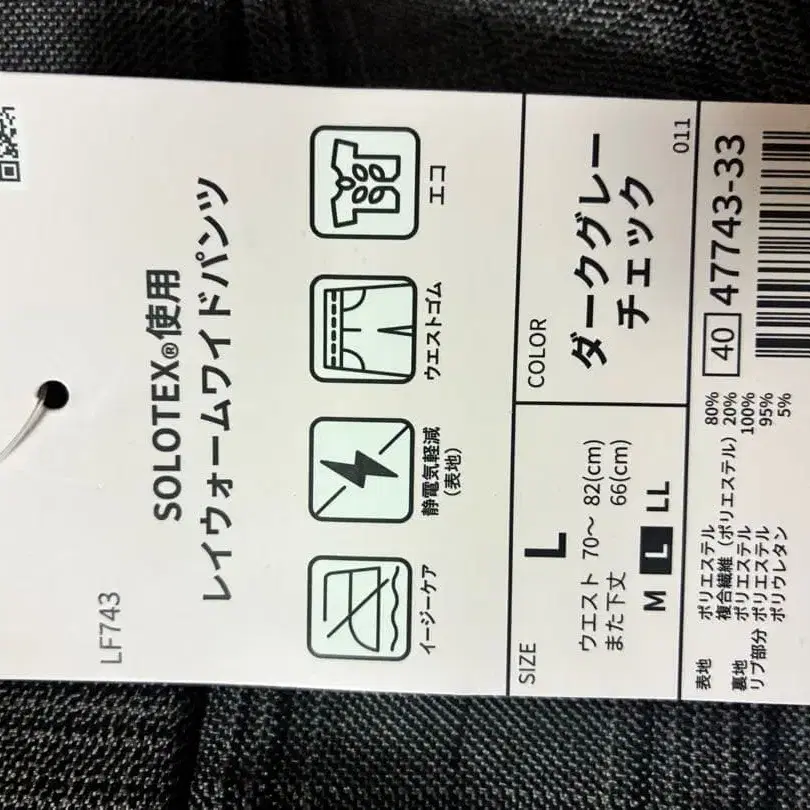 LF743
SOLOTEX®使用
レイウォームワイドパンツ
イージーケア
静電気軽減
(表地)
ウエストゴム
エコ
SIZE
L
ウエスト 70〜 82(cm)
また下丈 66(cm)
M L LL
COLOR
ダークグレー
チェック
011
40 47743-33
表地 ポリエステル 80%
複合繊維(ポリエステル) 20%
裏地 ポリエステル 100%
リブ部分 ポリエステル 95%
ポリウレタン 5%